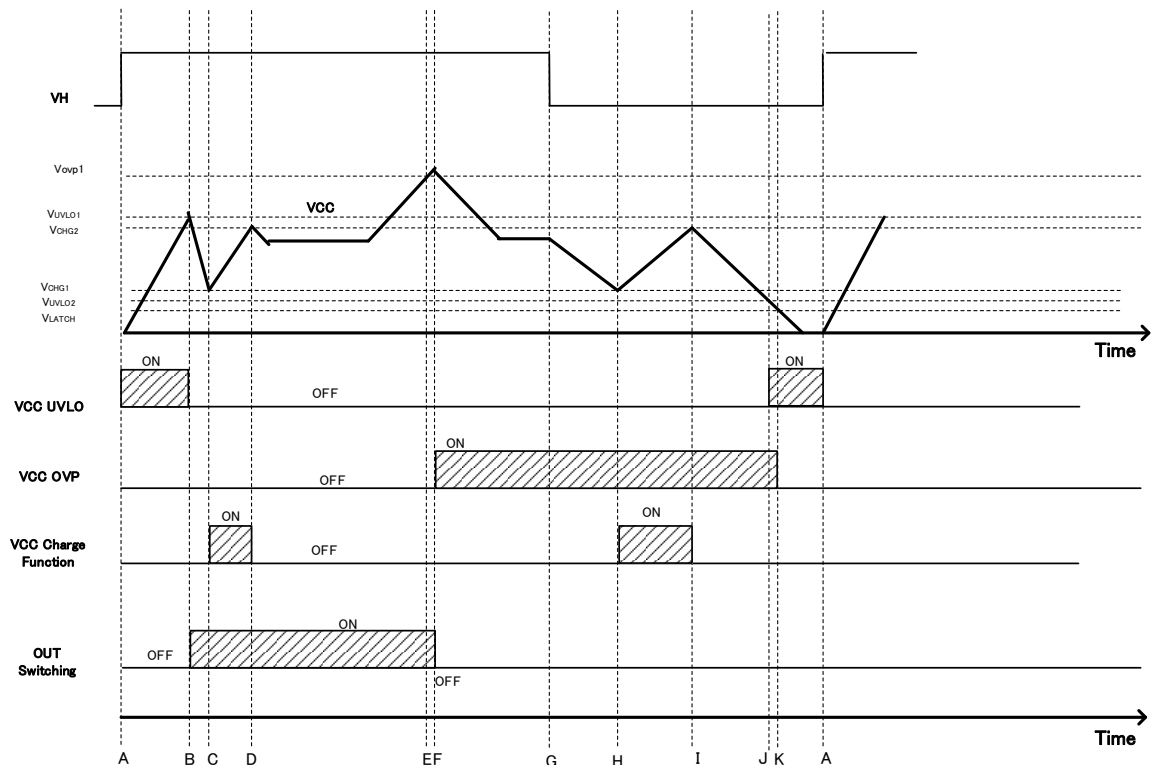 VH
Vovp1
VUVLO1
VCHG2
VCC
VCHG1
VUVLO2
VLATCH
Time
ON
ON
VCC UVLO
OFF
ON
VCC OVP
OFF
ON
ON
VCC Charge
Function
OFF
ON
OUT
Switching
OFF
OFF
Time
A B C D E F G H I J K A